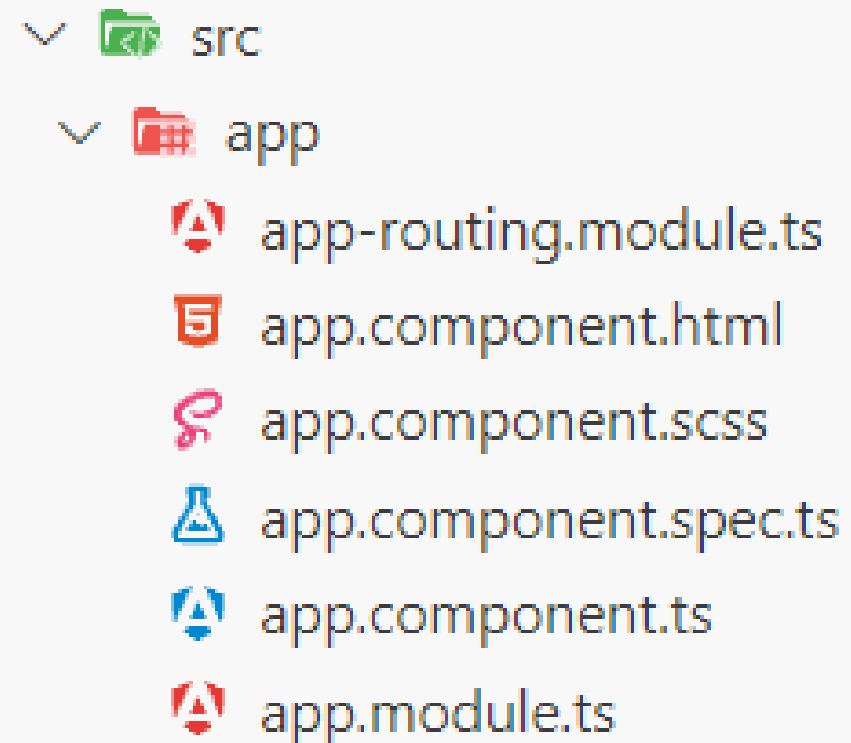 src
app
app-routing.module.ts
app.component.html
app.component.scss
app.component.spec.ts
app.component.ts
app.module.ts